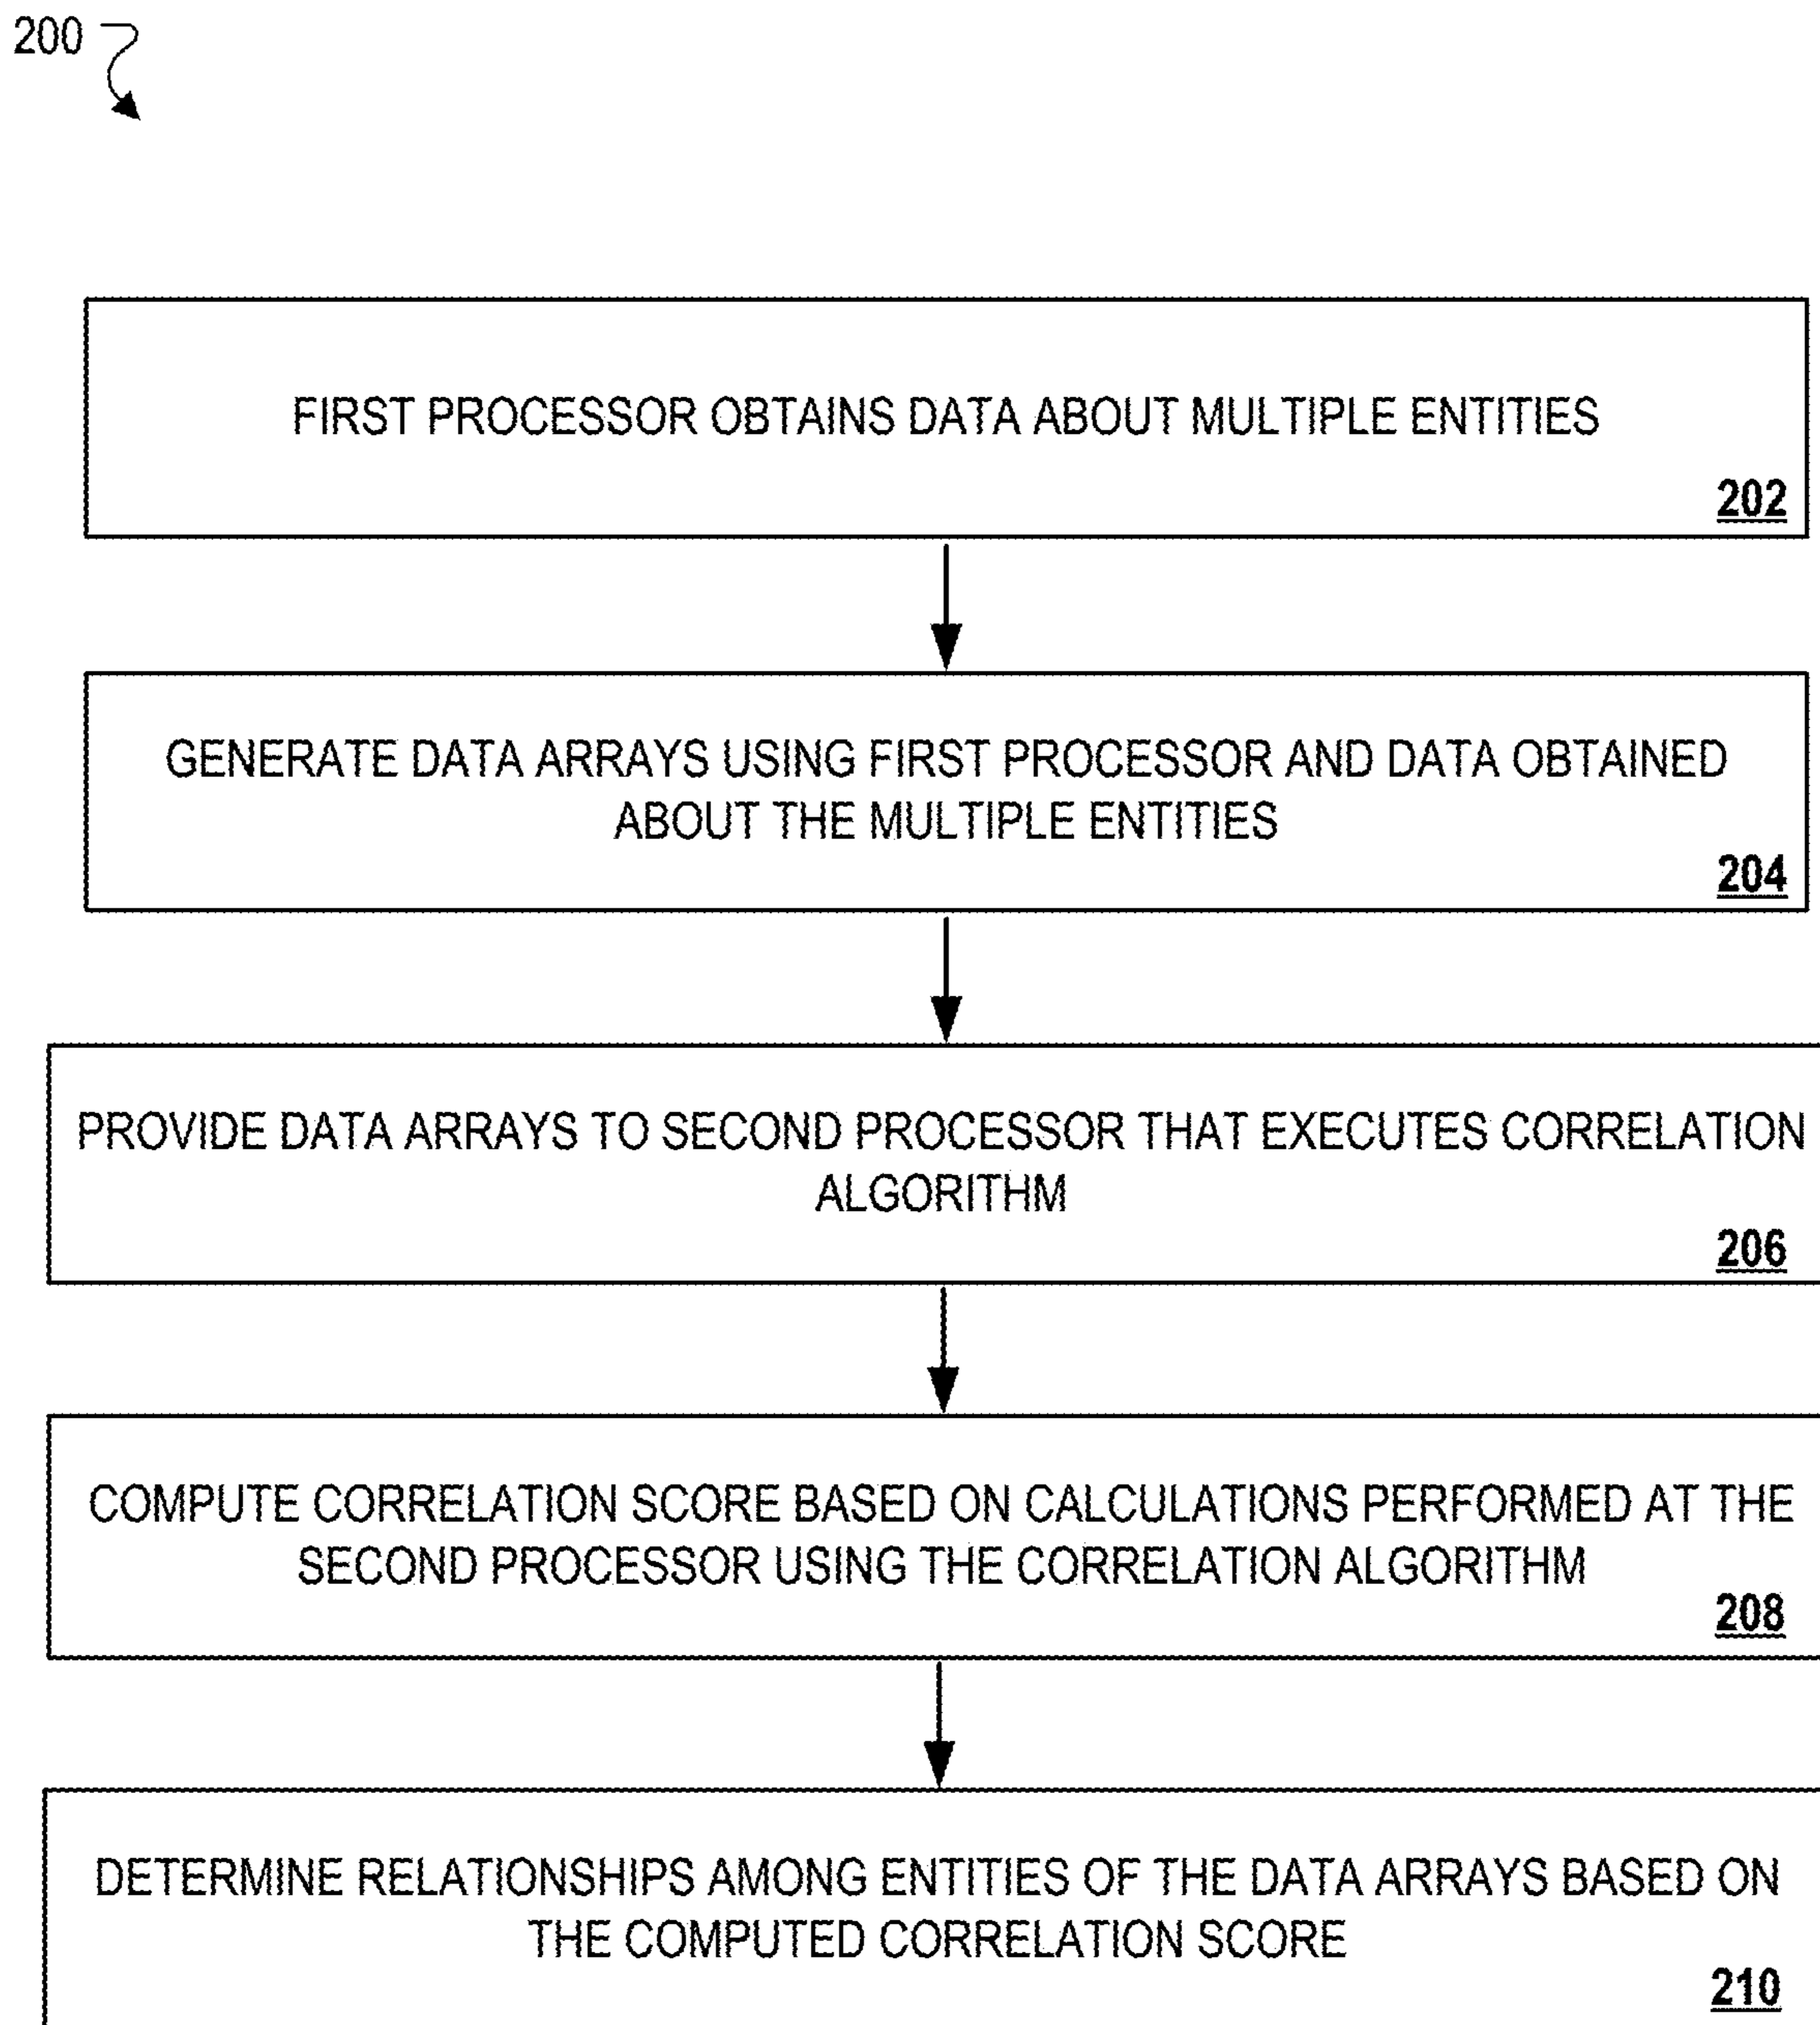 200
FIRST PROCESSOR OBTAINS DATA ABOUT MULTIPLE ENTITIES
202
GENERATE DATA ARRAYS USING FIRST PROCESSOR AND DATA OBTAINED
ABOUT THE MULTIPLE ENTITIES
204
PROVIDE DATA ARRAYS TO SECOND PROCESSOR THAT EXECUTES CORRELATION
ALGORITHM
206
COMPUTE CORRELATION SCORE BASED ON CALCULATIONS PERFORMED AT THE
SECOND PROCESSOR USING THE CORRELATION ALGORITHM
208
DETERMINE RELATIONSHIPS AMONG ENTITIES OF THE DATA ARRAYS BASED ON
THE COMPUTED CORRELATION SCORE
210